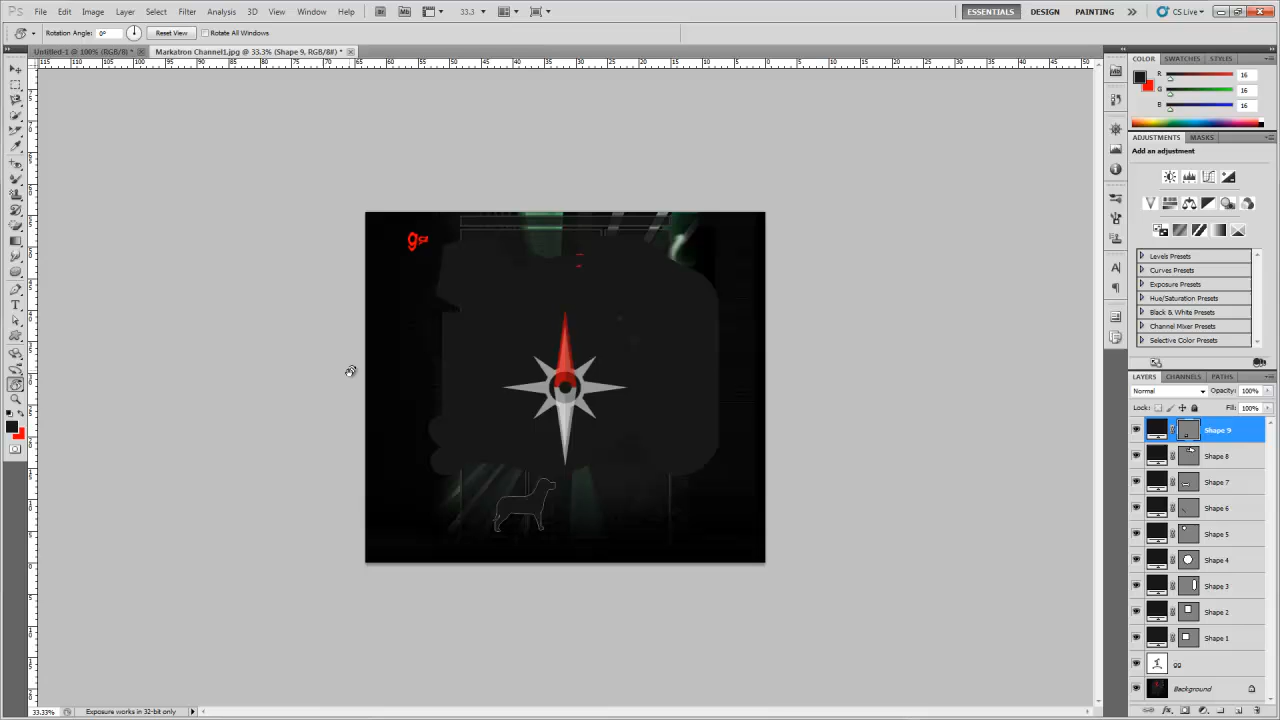 Ps File Edit Image Layer Select Filter Analysis 3D View Window Help Br Mb 33.3 ESSENTIALS DESIGN PAINTING CS Live
Rotation Angle: 0° Reset View Rotate All Windows
Untitled-1 @ 100% (RGB/8) * Markatron Channel1.jpg @ 33.3% (Shape 9, RGB/8#) *
COLOR SWATCHES STYLES
R 16
G 16
B 16
ADJUSTMENTS MASKS
Add an adjustment
Levels Presets
Curves Presets
Exposure Presets
Hue/Saturation Presets
Black & White Presets
Channel Mixer Presets
Selective Color Presets
LAYERS CHANNELS PATHS
Normal Opacity: 100%
Lock: Fill: 100%
Shape 9
Shape 8
Shape 7
Shape 6
Shape 5
Shape 4
Shape 3
Shape 2
Shape 1
gg
Background
33.33% Exposure works in 32-bit only